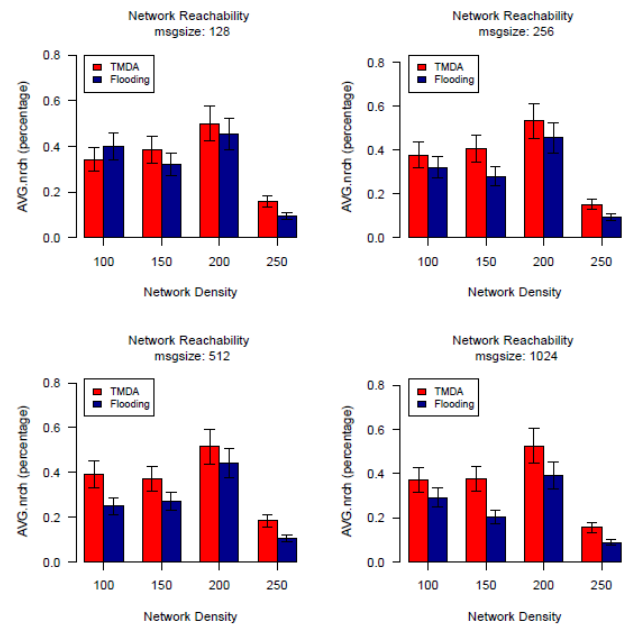 Network Reachability
msgsize: 128
AVG.nrch (percentage)
0.8
0.6
0.4
0.2
0.0
TMDA
Flooding
100 150 200 250
Network Density
Network Reachability
msgsize: 256
AVG.nrch (percentage)
0.8
0.6
0.4
0.2
0.0
TMDA
Flooding
100 150 200 250
Network Density
Network Reachability
msgsize: 512
AVG.nrch (percentage)
0.8
0.6
0.4
0.2
0.0
TMDA
Flooding
100 150 200 250
Network Density
Network Reachability
msgsize: 1024
AVG.nrch (percentage)
0.8
0.6
0.4
0.2
0.0
TMDA
Flooding
100 150 200 250
Network Density